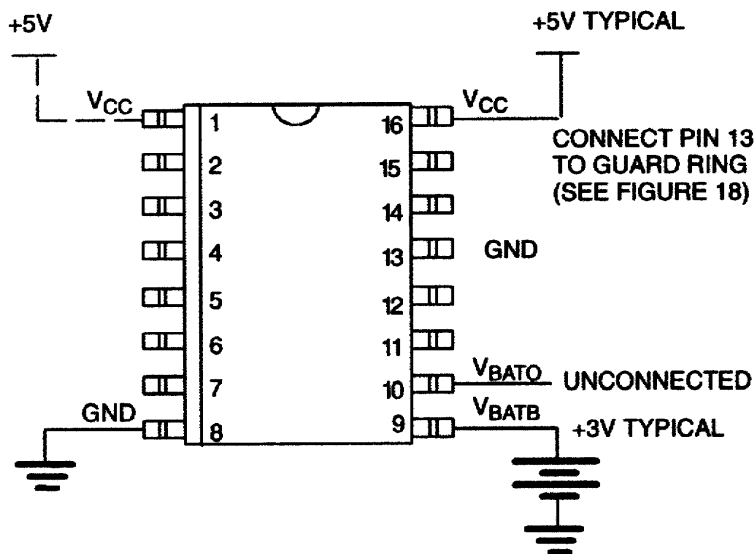 +5V
+5V TYPICAL
VCC
VCC
1
16
CONNECT PIN 13
TO GUARD RING
(SEE FIGURE 18)
2
15
3
14
4
13
GND
5
12
6
11
7
10
VBATO
UNCONNECTED
GND
8
9
VBATB
+3V TYPICAL